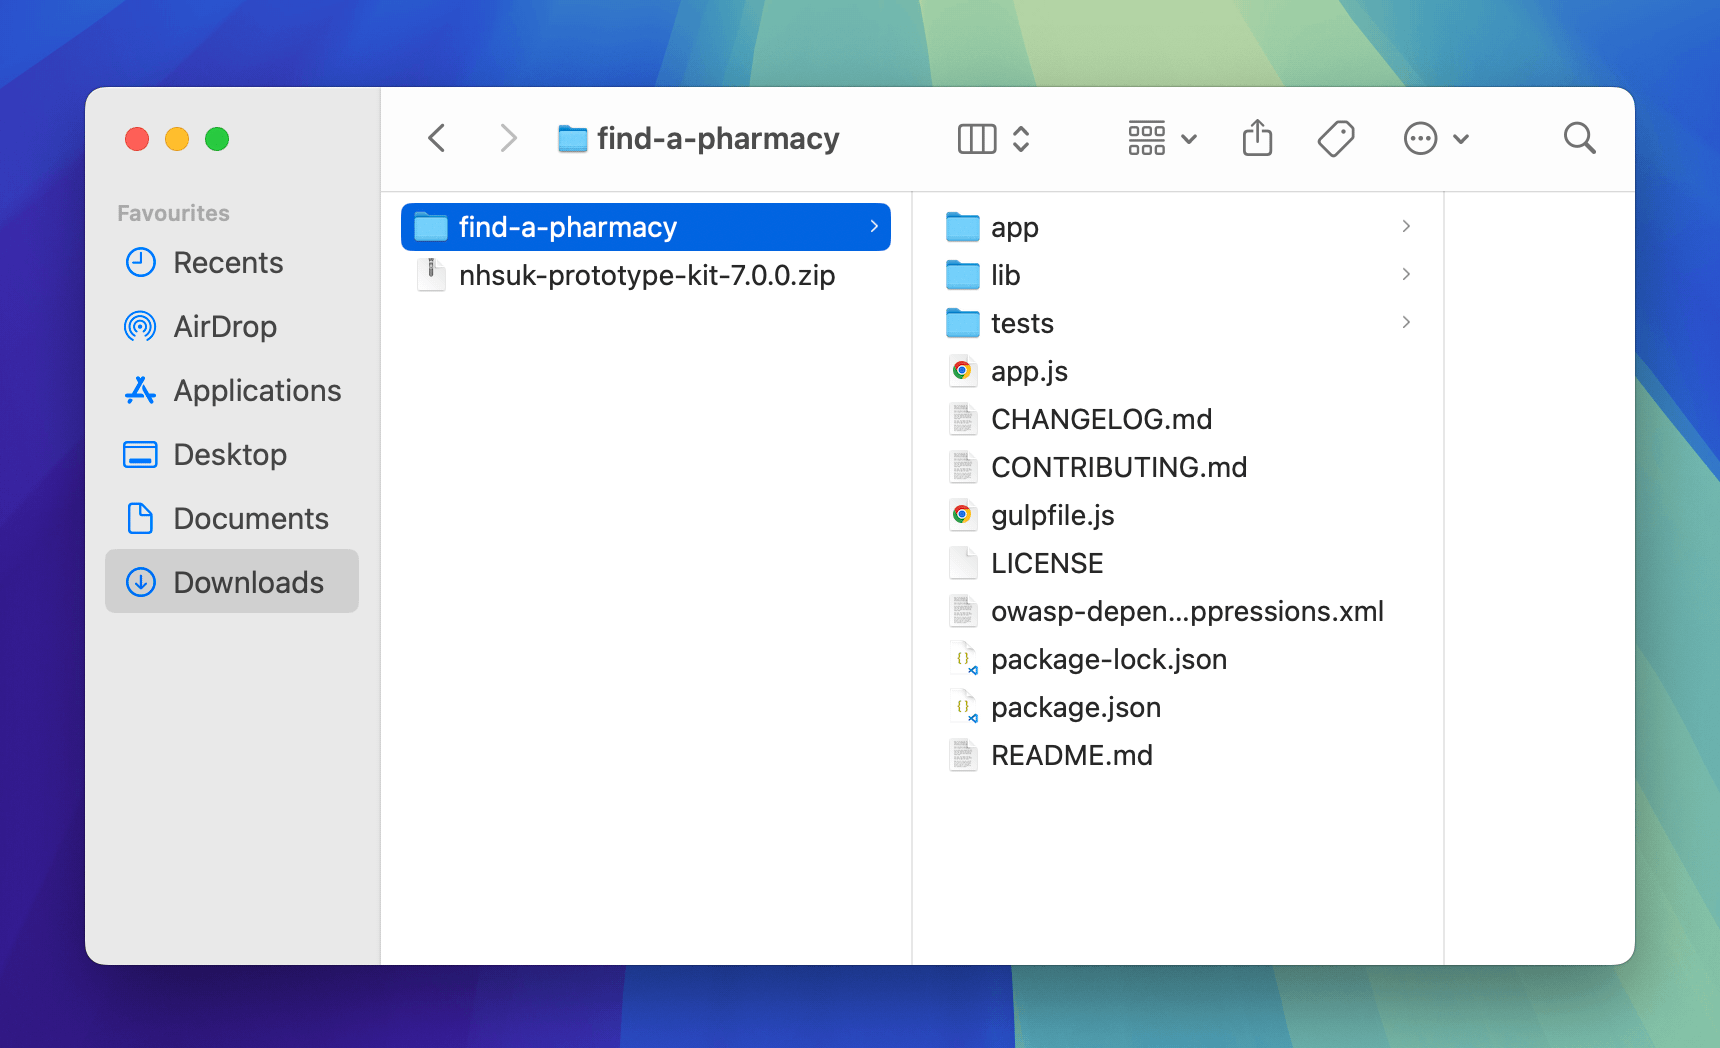 find-a-pharmacy
Favourites
Recents
AirDrop
Applications
Desktop
Documents
Downloads
find-a-pharmacy
nhsuk-prototype-kit-7.0.0.zip
app
lib
tests
app.js
CHANGELOG.md
CONTRIBUTING.md
gulpfile.js
LICENSE
owasp-depen...ppressions.xml
package-lock.json
package.json
README.md